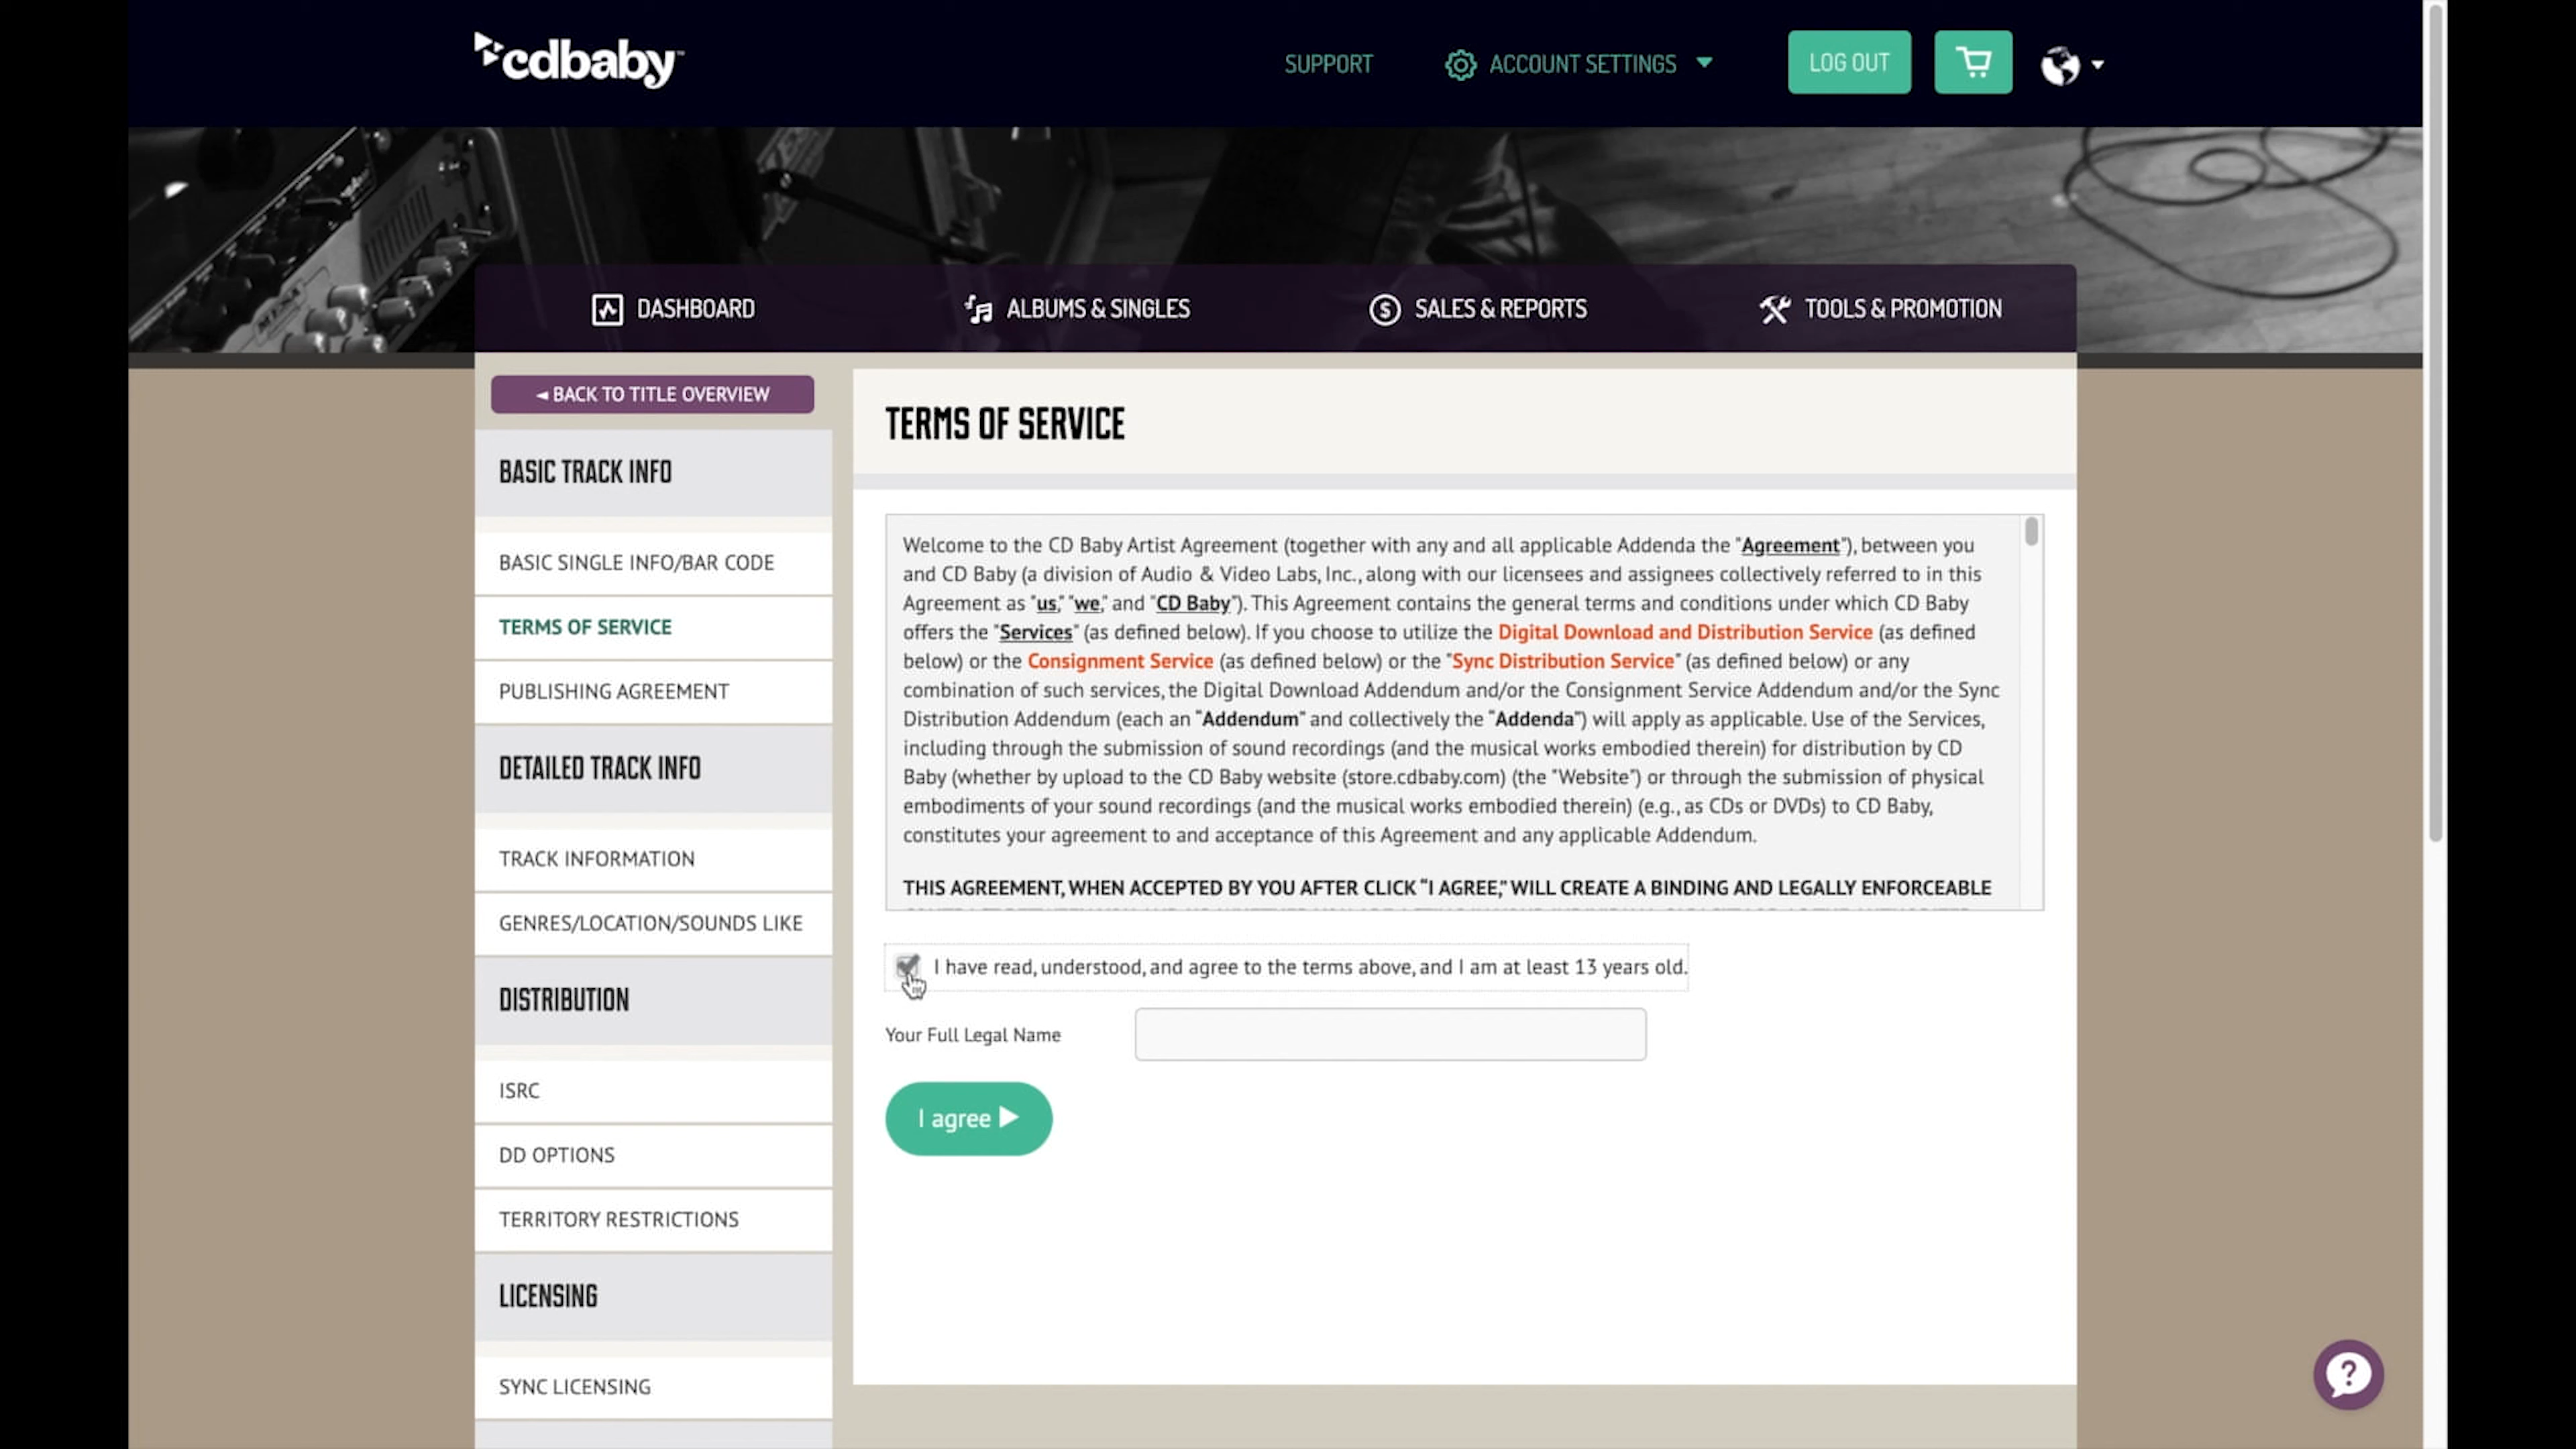 cdbaby™
SUPPORT
ACCOUNT SETTINGS
LOG OUT
DASHBOARD
ALBUMS & SINGLES
SALES & REPORTS
TOOLS & PROMOTION
◄ BACK TO TITLE OVERVIEW
BASIC TRACK INFO
BASIC SINGLE INFO/BAR CODE
TERMS OF SERVICE
PUBLISHING AGREEMENT
DETAILED TRACK INFO
TRACK INFORMATION
GENRES/LOCATION/SOUNDS LIKE
DISTRIBUTION
ISRC
DD OPTIONS
TERRITORY RESTRICTIONS
LICENSING
SYNC LICENSING
TERMS OF SERVICE
Welcome to the CD Baby Artist Agreement (together with any and all applicable Addenda the "Agreement"), between you
and CD Baby (a division of Audio & Video Labs, Inc., along with our licensees and assignees collectively referred to in this
Agreement as "us," "we," and "CD Baby"). This Agreement contains the general terms and conditions under which CD Baby
offers the "Services" (as defined below). If you choose to utilize the Digital Download and Distribution Service (as defined
below) or the Consignment Service (as defined below) or the "Sync Distribution Service" (as defined below) or any
combination of such services, the Digital Download Addendum and/or the Consignment Service Addendum and/or the Sync
Distribution Addendum (each an "Addendum" and collectively the "Addenda") will apply as applicable. Use of the Services,
including through the submission of sound recordings (and the musical works embodied therein) for distribution by CD
Baby (whether by upload to the CD Baby website (store.cdbaby.com) (the "Website") or through the submission of physical
embodiments of your sound recordings (and the musical works embodied therein) (e.g., as CDs or DVDs) to CD Baby,
constitutes your agreement to and acceptance of this Agreement and any applicable Addendum.
THIS AGREEMENT, WHEN ACCEPTED BY YOU AFTER CLICK "I AGREE," WILL CREATE A BINDING AND LEGALLY ENFORCEABLE
I have read, understood, and agree to the terms above, and I am at least 13 years old.
Your Full Legal Name
I agree ▶
?